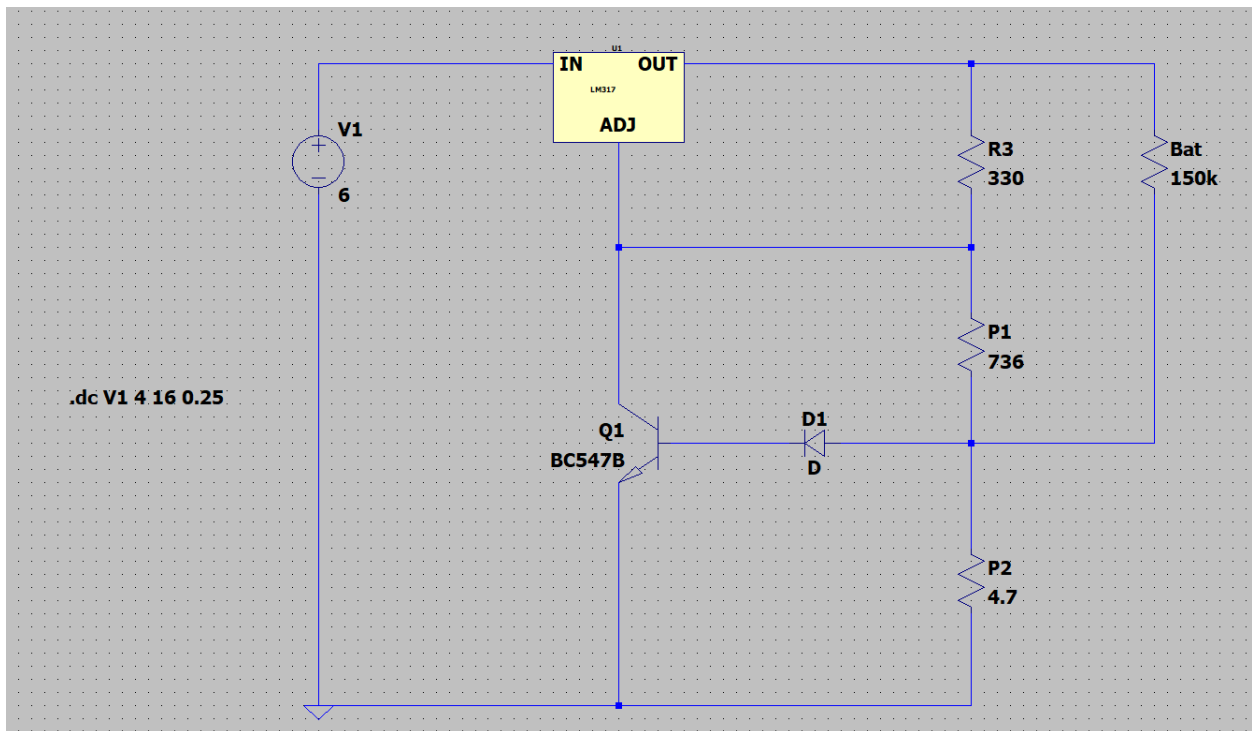 U1
IN OUT
LM317
ADJ
V1
6
R3
330
Bat
150k
P1
736
.dc V1 4 16 0.25
Q1
BC547B
D1
D
P2
4.7